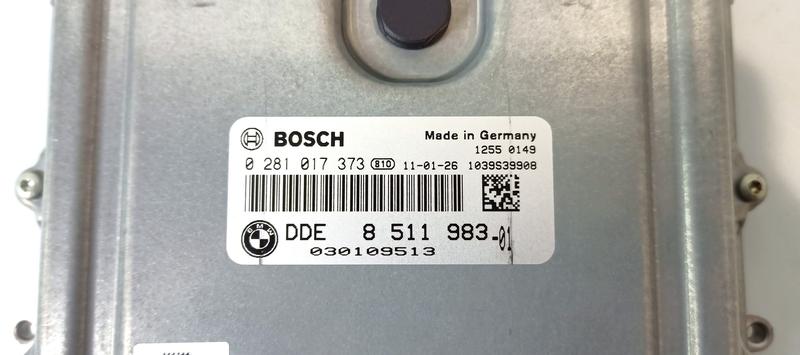 BOSCH
Made in Germany
1255 0149
0 281 017 373 810 11-01-26 1039S39908
BMW
DDE 8 511 983-01
030109513